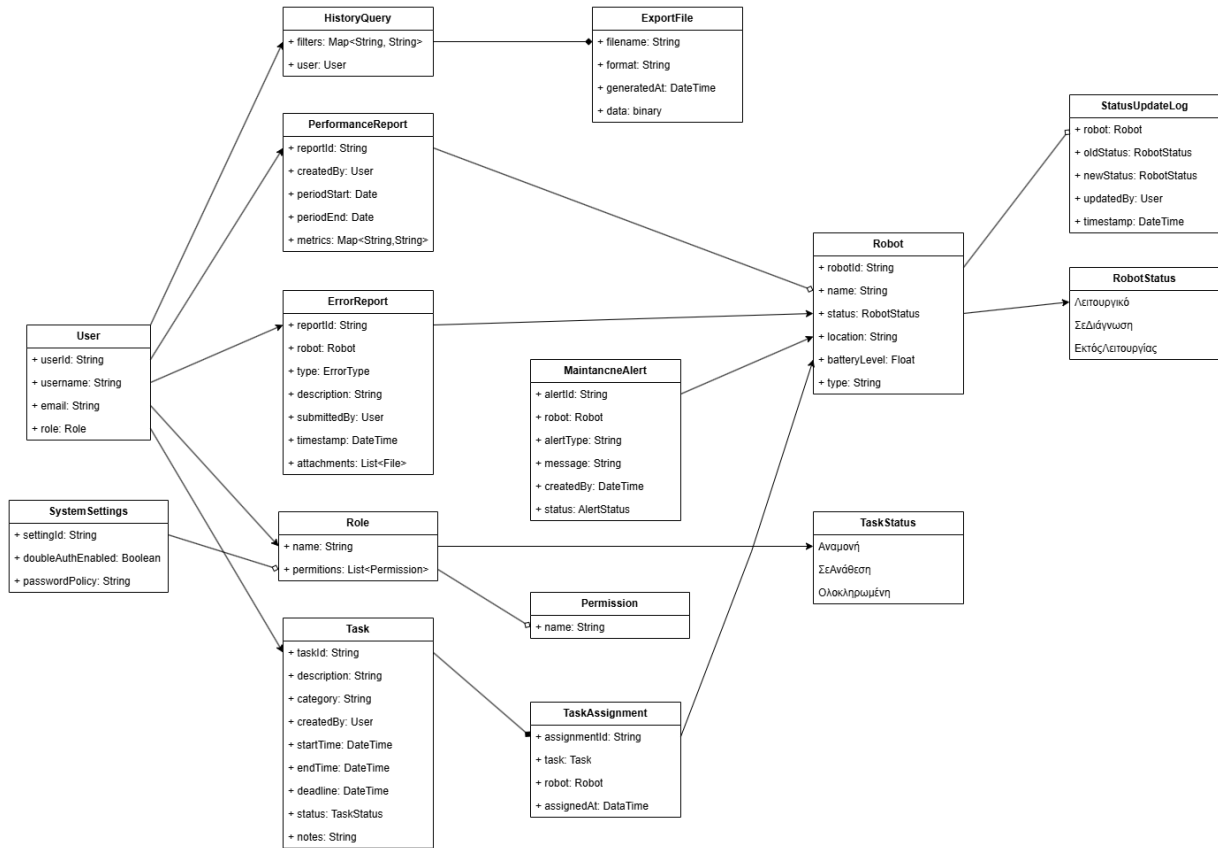 HistoryQuery
+ filters: Map<String, String>
+ user: User
ExportFile
+ filename: String
+ format: String
+ generatedAt: DateTime
+ data: binary
StatusUpdateLog
+ robot: Robot
+ oldStatus: RobotStatus
+ newStatus: RobotStatus
+ updatedBy: User
+ timestamp: DateTime
PerformanceReport
+ reportId: String
+ createdBy: User
+ periodStart: Date
+ periodEnd: Date
+ metrics: Map<String,String>
Robot
+ robotId: String
+ name: String
+ status: RobotStatus
+ location: String
+ batteryLevel: Float
+ type: String
RobotStatus
Λειτουργικό
ΣεΔιάγνωση
ΕκτόςΛειτουργίας
ErrorReport
+ reportId: String
+ robot: Robot
+ type: ErrorType
+ description: String
+ submittedBy: User
+ timestamp: DateTime
+ attachments: List<File>
User
+ userId: String
+ username: String
+ email: String
+ role: Role
MaintancneAlert
+ alertId: String
+ robot: Robot
+ alertType: String
+ message: String
+ createdBy: DateTime
+ status: AlertStatus
SystemSettings
+ settingId: String
+ doubleAuthEnabled: Boolean
+ passwordPolicy: String
Role
+ name: String
+ permitions: List<Permission>
TaskStatus
Αναμονή
ΣεΑνάθεση
Ολοκληρωμένη
Permission
+ name: String
Task
+ taskId: String
+ description: String
+ category: String
+ createdBy: User
+ startTime: DateTime
+ endTime: DateTime
+ deadline: DateTime
+ status: TaskStatus
+ notes: String
TaskAssignment
+ assignmentId: String
+ task: Task
+ robot: Robot
+ assignedAt: DataTime